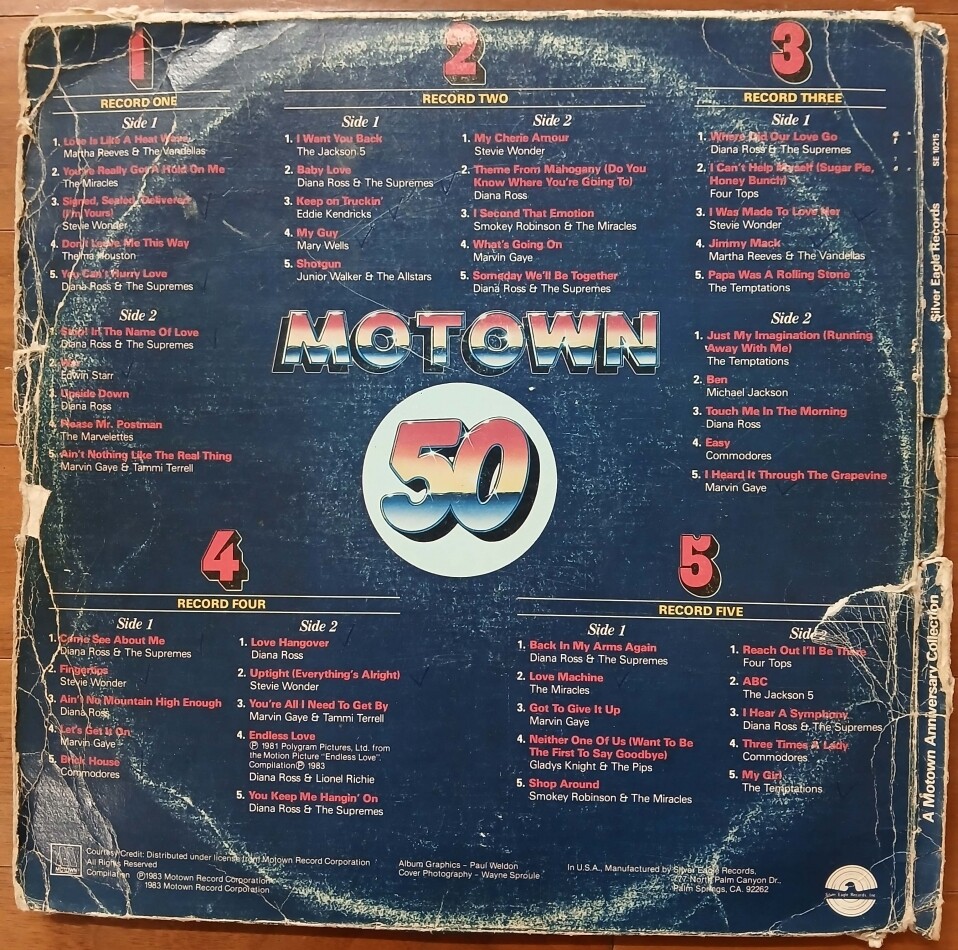 1
RECORD ONE
Side 1
1. Love Is Like A Heat Wave
Martha Reeves & The Vandellas
2. You've Really Got A Hold On Me
The Miracles
3. Signed, Sealed, Delivered
(I'm Yours)
Stevie Wonder
4. Don't Leave Me This Way
Thelma Houston
5. You Can't Hurry Love
Diana Ross & The Supremes
Side 2
1. Stop! In The Name Of Love
Diana Ross & The Supremes
2. War
Edwin Starr
3. Upside Down
Diana Ross
4. Please Mr. Postman
The Marvelettes
5. Ain't Nothing Like The Real Thing
Marvin Gaye & Tammi Terrell
2
RECORD TWO
Side 1
1. I Want You Back
The Jackson 5
2. Baby Love
Diana Ross & The Supremes
3. Keep on Truckin'
Eddie Kendricks
4. My Guy
Mary Wells
5. Shotgun
Junior Walker & The Allstars
Side 2
1. My Cherie Amour
Stevie Wonder
2. Theme From Mahogany (Do You
Know Where You're Going To)
Diana Ross
3. I Second That Emotion
Smokey Robinson & The Miracles
4. What's Going On
Marvin Gaye
5. Someday We'll Be Together
Diana Ross & The Supremes
3
RECORD THREE
Side 1
1. Where Did Our Love Go
Diana Ross & The Supremes
2. I Can't Help Myself (Sugar Pie,
Honey Bunch)
Four Tops
3. I Was Made To Love Her
Stevie Wonder
4. Jimmy Mack
Martha Reeves & The Vandellas
5. Papa Was A Rolling Stone
The Temptations
Side 2
1. Just My Imagination (Running
Away With Me)
The Temptations
2. Ben
Michael Jackson
3. Touch Me In The Morning
Diana Ross
4. Easy
Commodores
5. I Heard It Through The Grapevine
Marvin Gaye
MOTOWN
50
4
RECORD FOUR
Side 1
1. Come See About Me
Diana Ross & The Supremes
2. Fingertips
Stevie Wonder
3. Ain't No Mountain High Enough
Diana Ross
4. Let's Get It On
Marvin Gaye
5. Brick House
Commodores
Side 2
1. Love Hangover
Diana Ross
2. Uptight (Everything's Alright)
Stevie Wonder
3. You're All I Need To Get By
Marvin Gaye & Tammi Terrell
4. Endless Love
Ⓟ 1981 Polygram Pictures, Ltd. from
the Motion Picture "Endless Love".
Compilation Ⓟ 1983
Diana Ross & Lionel Richie
5. You Keep Me Hangin' On
Diana Ross & The Supremes
5
RECORD FIVE
Side 1
1. Back In My Arms Again
Diana Ross & The Supremes
2. Love Machine
The Miracles
3. Got To Give It Up
Marvin Gaye
4. Neither One Of Us (Want To Be
The First To Say Goodbye)
Gladys Knight & The Pips
5. Shop Around
Smokey Robinson & The Miracles
Side 2
1. Reach Out I'll Be There
Four Tops
2. ABC
The Jackson 5
3. I Hear A Symphony
Diana Ross & The Supremes
4. Three Times A Lady
Commodores
5. My Girl
The Temptations
M
MOTOWN
Courtesy/Credit: Distributed under license from Motown Record Corporation
All Rights Reserved
Compilation Ⓟ1983 Motown Record Corporation
1983 Motown Record Corporation
Album Graphics – Paul Weldon
Cover Photography – Wayne Sproule
In U.S.A., Manufactured by Silver Eagle Records,
777 North Palm Canyon Dr.,
Palm Springs, CA. 92262
Silver Eagle Records, Inc.
SE 10215
Silver Eagle Records
A Motown Anniversary Collection